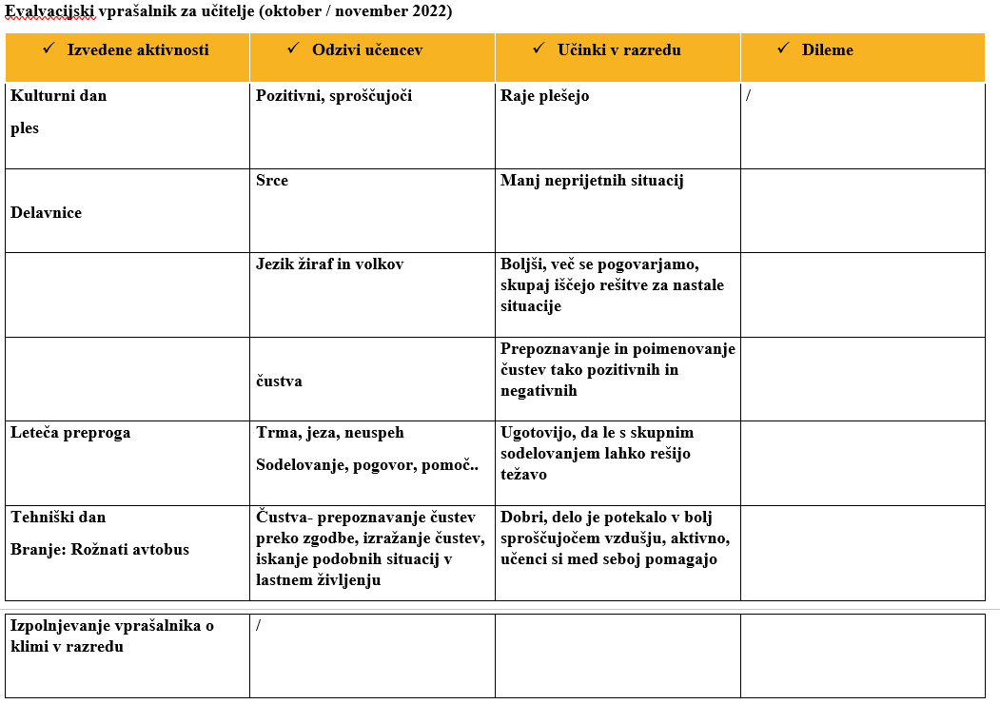 Evalvacijski vprašalnik za učitelje (oktober / november 2022)
✓ Izvedene aktivnosti
✓ Odzivi učencev
✓ Učinki v razredu
✓ Dileme
Kulturni dan
ples
Pozitivni, sproščujoči
Raje plešejo
/
Delavnice
Srce
Manj neprijetnih situacij
Jezik žiraf in volkov
Boljši, več se pogovarjamo,
skupaj iščejo rešitve za nastale
situacije
čustva
Prepoznavanje in poimenovanje
čustev tako pozitivnih in
negativnih
Leteča preproga
Trma, jeza, neuspeh
Sodelovanje, pogovor, pomoč..
Ugotovijo, da le s skupnim
sodelovanjem lahko rešijo
težavo
Tehniški dan
Branje: Rožnati avtobus
Čustva- prepoznavanje čustev
preko zgodbe, izražanje čustev,
iskanje podobnih situacij v
lastnem življenju
Dobri, delo je potekalo v bolj
sproščujočem vzdušju, aktivno,
učenci si med seboj pomagajo
Izpolnjevanje vprašalnika o
klimi v razredu
/